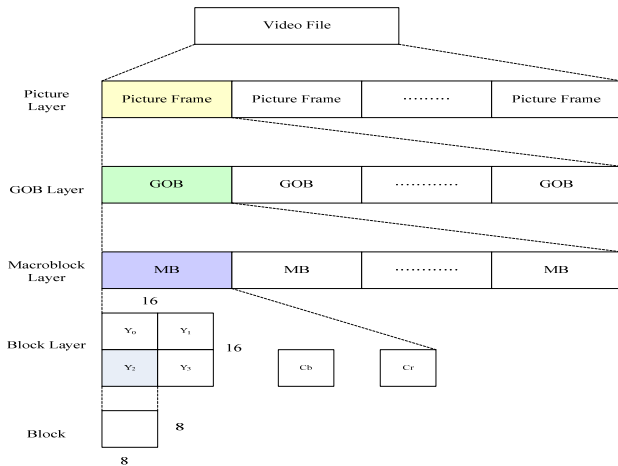 Video File
Picture
Layer
Picture Frame Picture Frame ········ Picture Frame
GOB Layer
GOB GOB ·········· GOB
Macroblock
Layer
MB MB ·········· MB
16
Block Layer
Y₀ Y₁
16
Y₂ Y₃ Cb Cr
Block
8
8